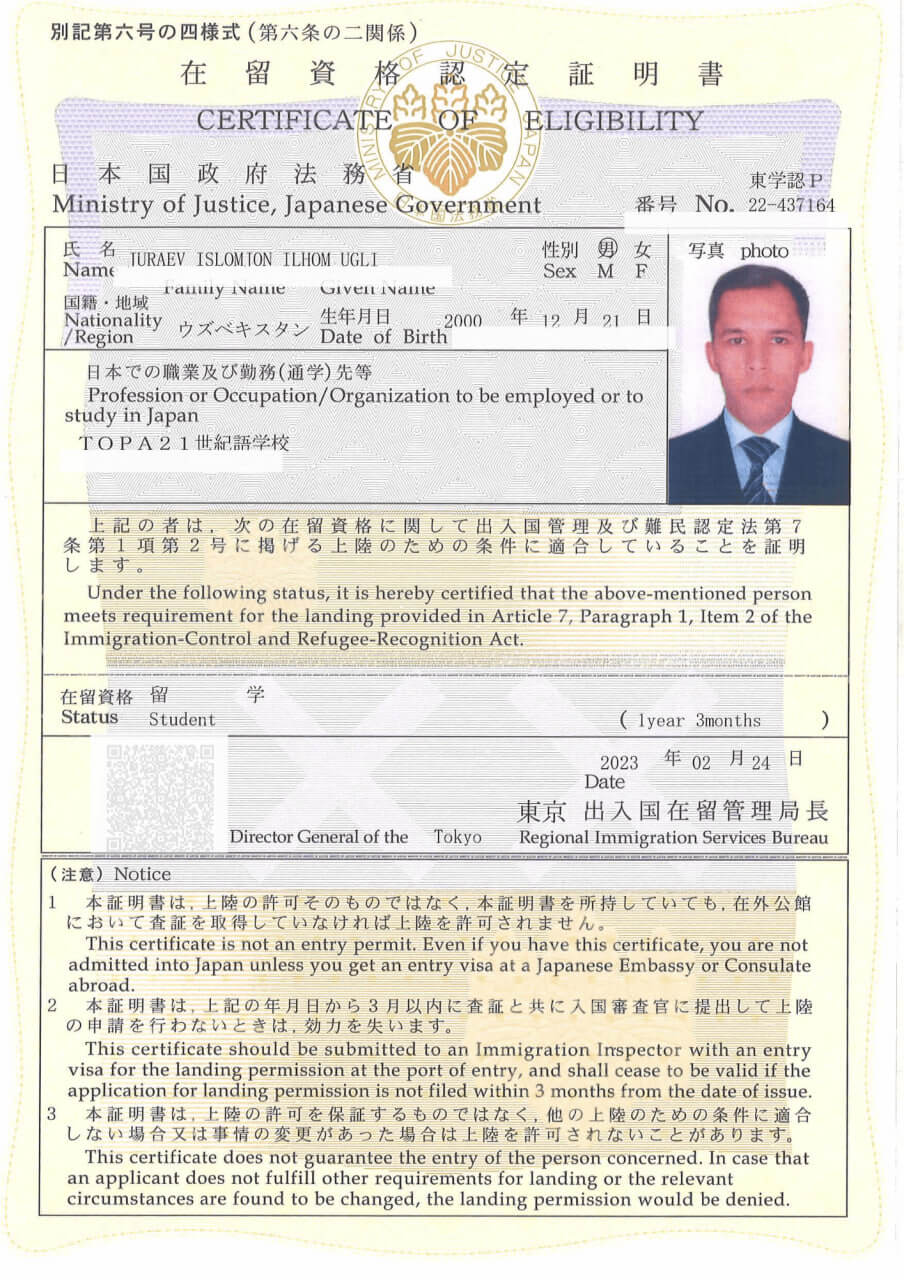 別記第六号の四様式(第六条の二関係)
在留資格認定証明書
CERTIFICATE OF ELIGIBILITY
MINISTRY OF JUSTICE JAPAN
日本国政府法務省
Ministry of Justice, Japanese Government
東学認P
番号 No. 22-437164
氏名 JURAEV ISLOMJON ILHOM UGLI 性別 男 女
Name Sex M F
写真 photo
Family Name Given Name
国籍・地域 ウズベキスタン 生年月日 2000 年 12 月 21 日
Nationality Date of Birth
/Region
日本での職業及び勤務(通学)先等
Profession or Occupation/Organization to be employed or to
study in Japan
TOPA21世紀語学校
上記の者は, 次の在留資格に関して出入国管理及び難民認定法第7
条第1項第2号に掲げる上陸のための条件に適合していることを証明
します。
Under the following status, it is hereby certified that the above-mentioned person
meets requirement for the landing provided in Article 7, Paragraph 1, Item 2 of the
Immigration-Control and Refugee-Recognition Act.
在留資格 留学
Status Student ( 1year 3months )
2023 年 02 月 24 日
Date
東京 出入国在留管理局長
Director General of the Tokyo Regional Immigration Services Bureau
(注意) Notice
1 本証明書は, 上陸の許可そのものではなく, 本証明書を所持していても, 在外公館
において査証を取得していなければ上陸を許可されません。
This certificate is not an entry permit. Even if you have this certificate, you are not
admitted into Japan unless you get an entry visa at a Japanese Embassy or Consulate
abroad.
2 本証明書は, 上記の年月日から3月以内に査証と共に入国審査官に提出して上陸
の申請を行わないときは, 効力を失います。
This certificate should be submitted to an Immigration Inspector with an entry
visa for the landing permission at the port of entry, and shall cease to be valid if the
application for landing permission is not filed within 3 months from the date of issue.
3 本証明書は, 上陸の許可を保証するものではなく, 他の上陸のための条件に適合
しない場合又は事情の変更があった場合は上陸を許可されないことがあります。
This certificate does not guarantee the entry of the person concerned. In case that
an applicant does not fulfill other requirements for landing or the relevant
circumstances are found to be changed, the landing permission would be denied.